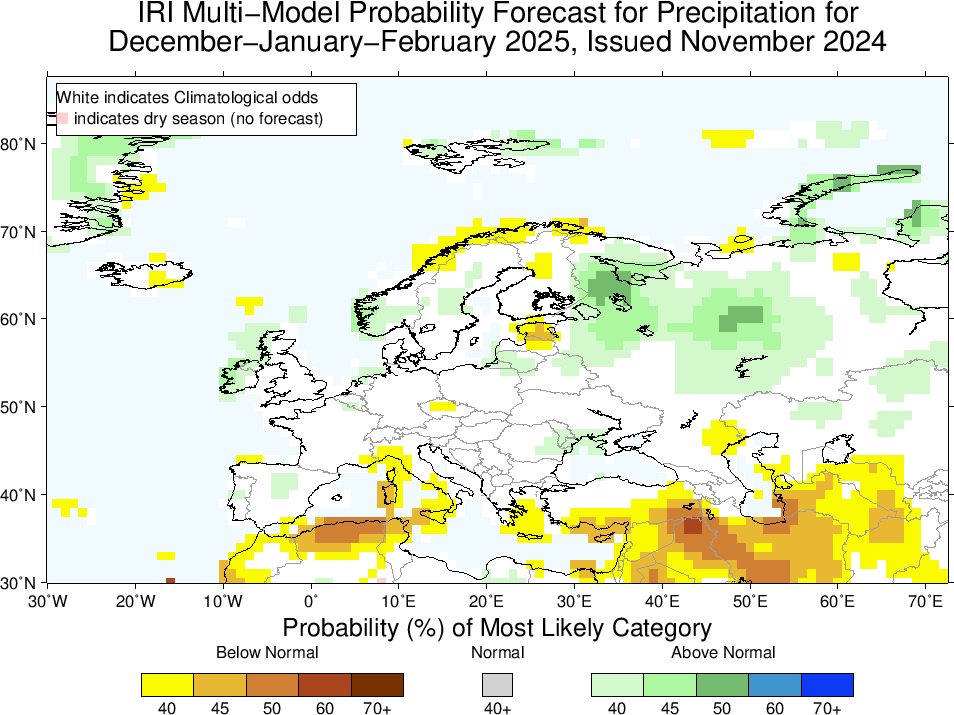 IRI Multi−Model Probability Forecast for Precipitation for
December−January−February 2025, Issued November 2024
White indicates Climatological odds
indicates dry season (no forecast)
80˚N
70˚N
60˚N
50˚N
40˚N
30˚N
30˚W 20˚W 10˚W 0˚ 10˚E 20˚E 30˚E 40˚E 50˚E 60˚E 70˚E
Probability (%) of Most Likely Category
Below Normal Normal Above Normal
40 45 50 60 70+ 40+ 40 45 50 60 70+